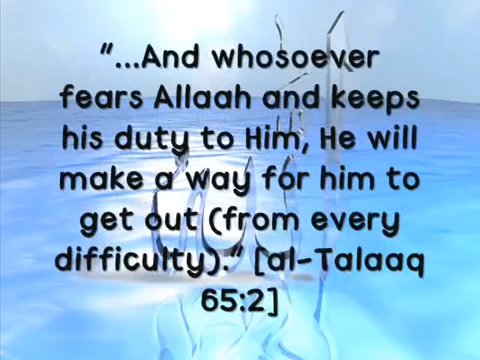 "...And whosoever
fears Allaah and keeps
his duty to Him, He will
make a way for him to
get out (from every
difficulty)." [al-Talaaq
65:2]